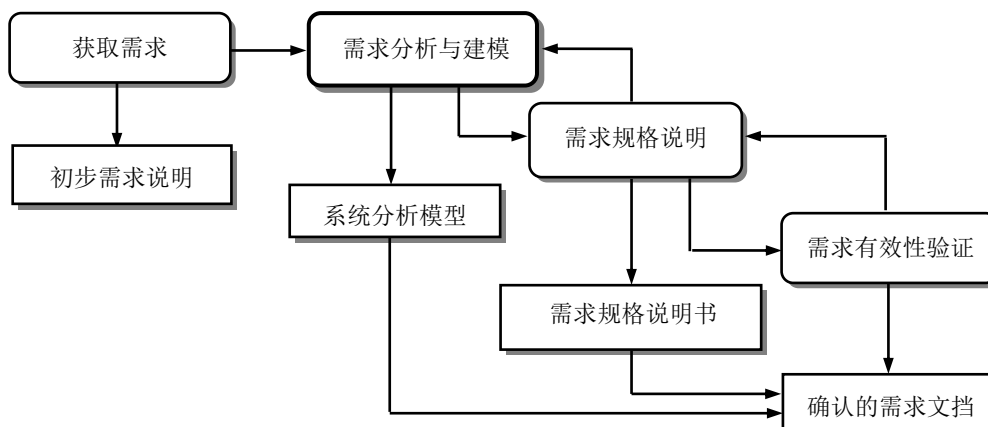 获取需求
需求分析与建模
需求规格说明
初步需求说明
系统分析模型
需求有效性验证
需求规格说明书
确认的需求文挡